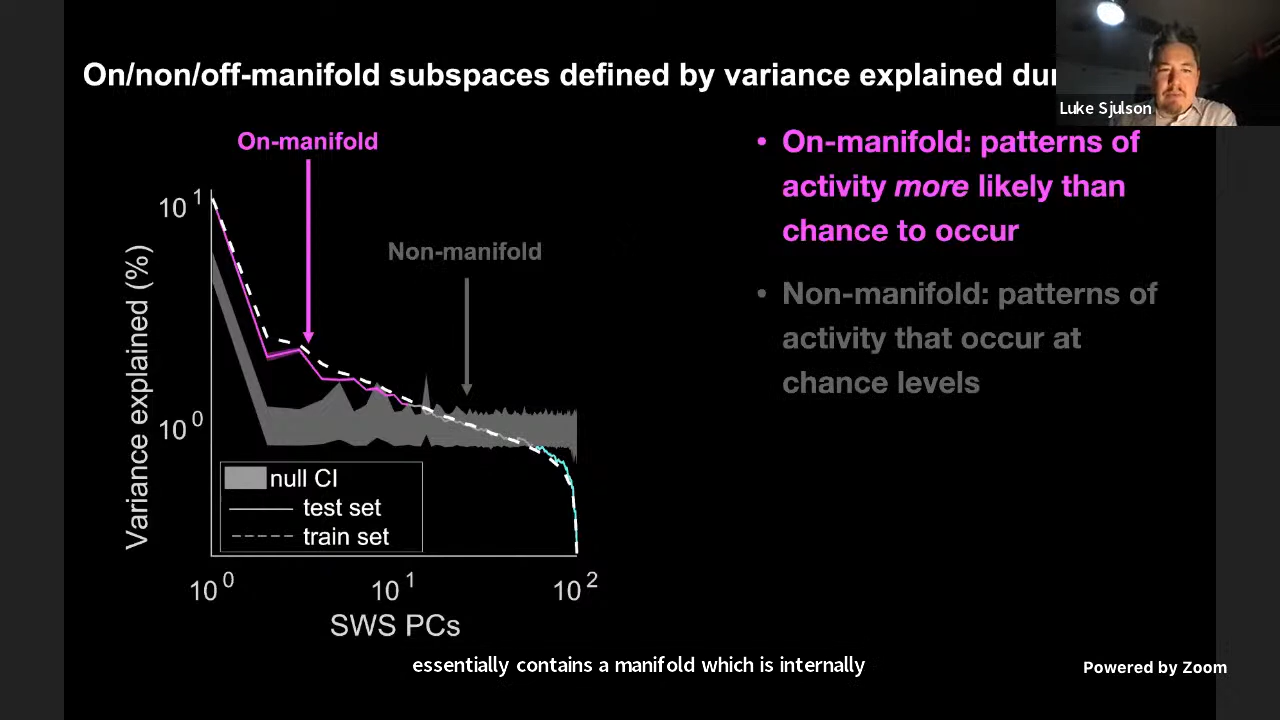 On/non/off-manifold subspaces defined by variance explained
Luke Sjulson
On-manifold
Non-manifold
10^1
10^0
Variance explained (%)
null CI
test set
train set
10^0
10^1
10^2
SWS PCs
• On-manifold: patterns of
activity more likely than
chance to occur
• Non-manifold: patterns of
activity that occur at
chance levels
essentially contains a manifold which is internally
Powered by Zoom